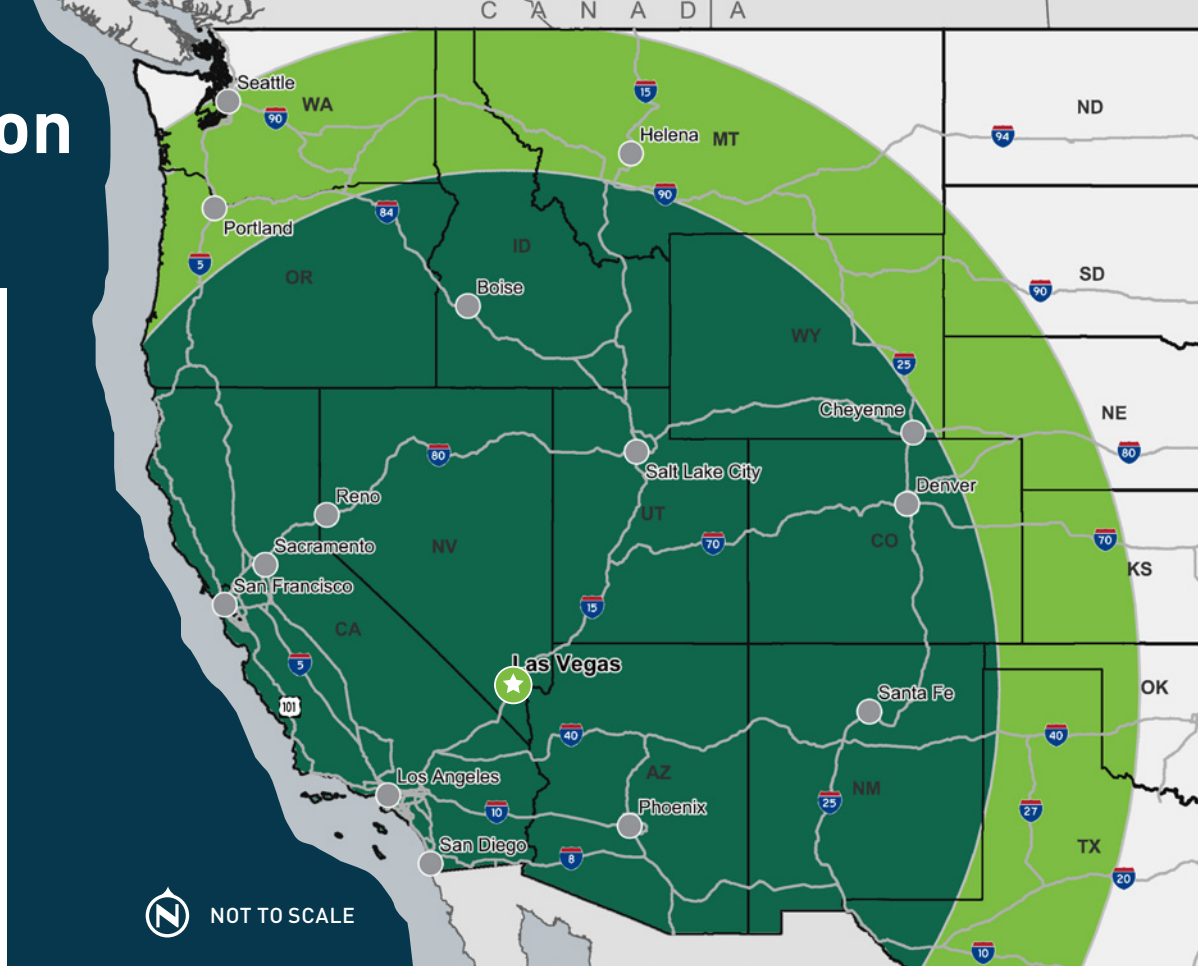 CANADA
on
Seattle
WA
90
15
ND
94
Helena
MT
90
Portland
84
5
ID
OR
SD
90
Boise
WY
25
NE
Cheyenne
80
80
Salt Lake City
Denver
Reno
UT
CO
70
70
NV
Sacramento
KS
San Francisco
15
CA
5
Las Vegas
OK
101
Santa Fe
40
40
AZ
Los Angeles
NM
25
10
Phoenix
27
San Diego
TX
8
20
N NOT TO SCALE
10